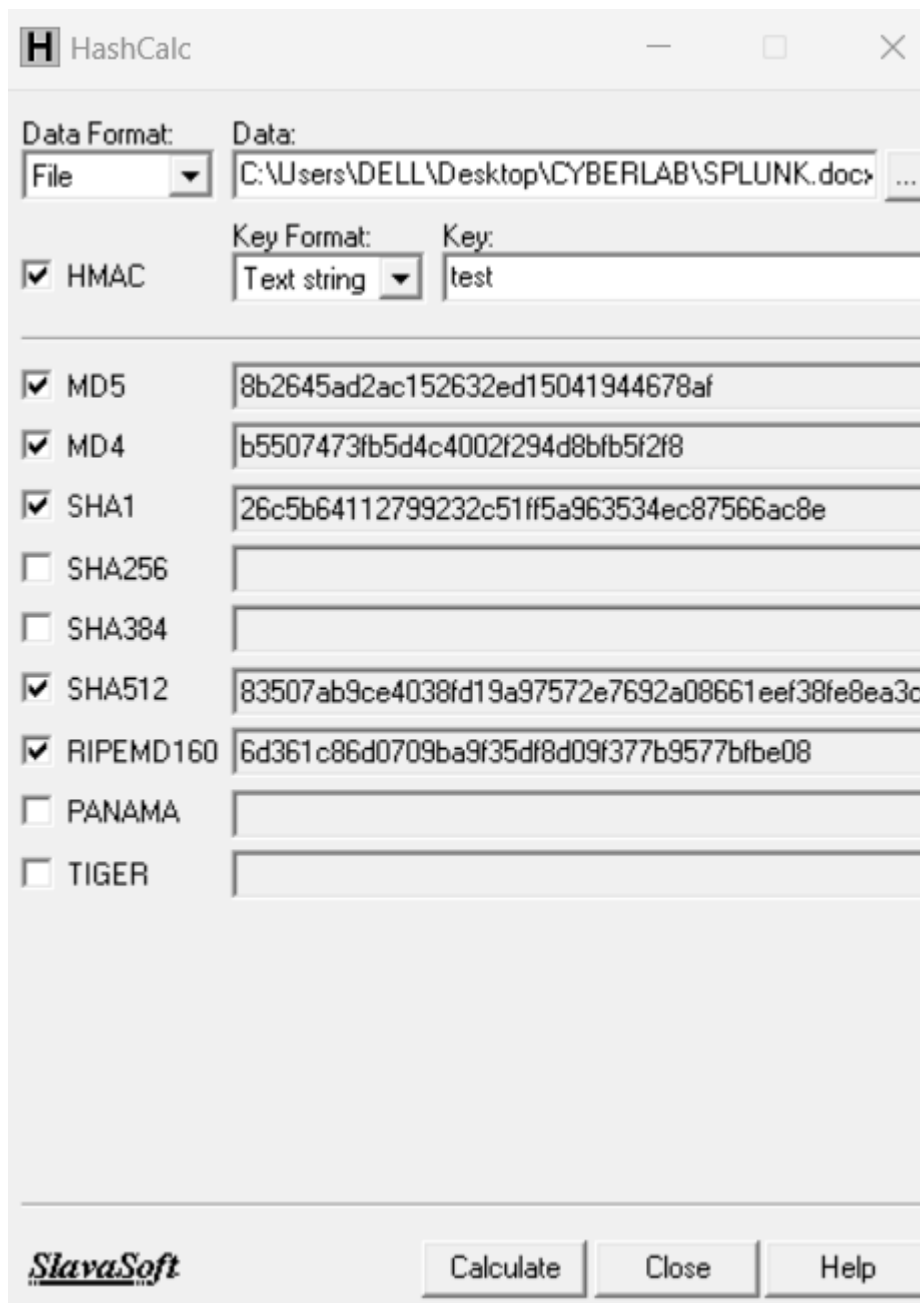 H HashCalc
Data Format: Data:
File C:\Users\DELL\Desktop\CYBERLAB\SPLUNK.docx ...
Key Format: Key:
HMAC Text string test
MD5 8b2645ad2ac152632ed15041944678af
MD4 b5507473fb5d4c4002f294d8bfb5f2f8
SHA1 26c5b64112799232c51ff5a963534ec87566ac8e
SHA256
SHA384
SHA512 83507ab9ce4038fd19a97572e7692a08661eef38fe8ea3c
RIPEMD160 6d361c86d0709ba9f35df8d09f377b9577bfbe08
PANAMA
TIGER
SlavaSoft Calculate Close Help